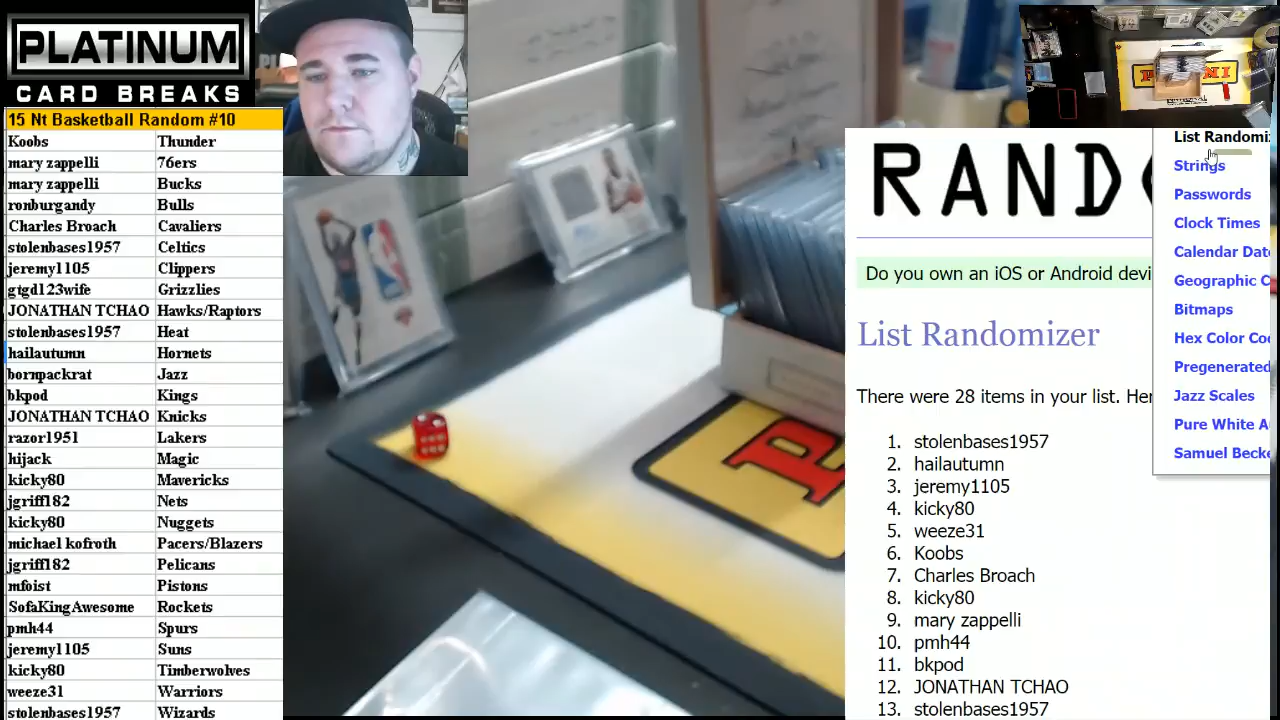 PLATINUM
CARD BREAKS
15 Nt Basketball Random #10
Koobs Thunder
mary zappelli 76ers
mary zappelli Bucks
ronburgandy Bulls
Charles Broach Cavaliers
stolenbases1957 Celtics
jeremy1105 Clippers
gtgd123wife Grizzlies
JONATHAN TCHAO Hawks/Raptors
stolenbases1957 Heat
hailautumn Hornets
bornpackrat Jazz
bkpod Kings
JONATHAN TCHAO Knicks
razor1951 Lakers
hijack Magic
kicky80 Mavericks
jgriff182 Nets
kicky80 Nuggets
michael kofroth Pacers/Blazers
jgriff182 Pelicans
mfoist Pistons
SofaKingAwesome Rockets
pmh44 Spurs
jeremy1105 Suns
kicky80 Timberwolves
weeze31 Warriors
stolenbases1957 Wizards
RANDO
Do you own an iOS or Android devi
List Randomizer
There were 28 items in your list. Her
1. stolenbases1957
2. hailautumn
3. jeremy1105
4. kicky80
5. weeze31
6. Koobs
7. Charles Broach
8. kicky80
9. mary zappelli
10. pmh44
11. bkpod
12. JONATHAN TCHAO
13. stolenbases1957
List Randomiz
Strings
Passwords
Clock Times
Calendar Date
Geographic C
Bitmaps
Hex Color Co
Pregenerated
Jazz Scales
Pure White A
Samuel Becke